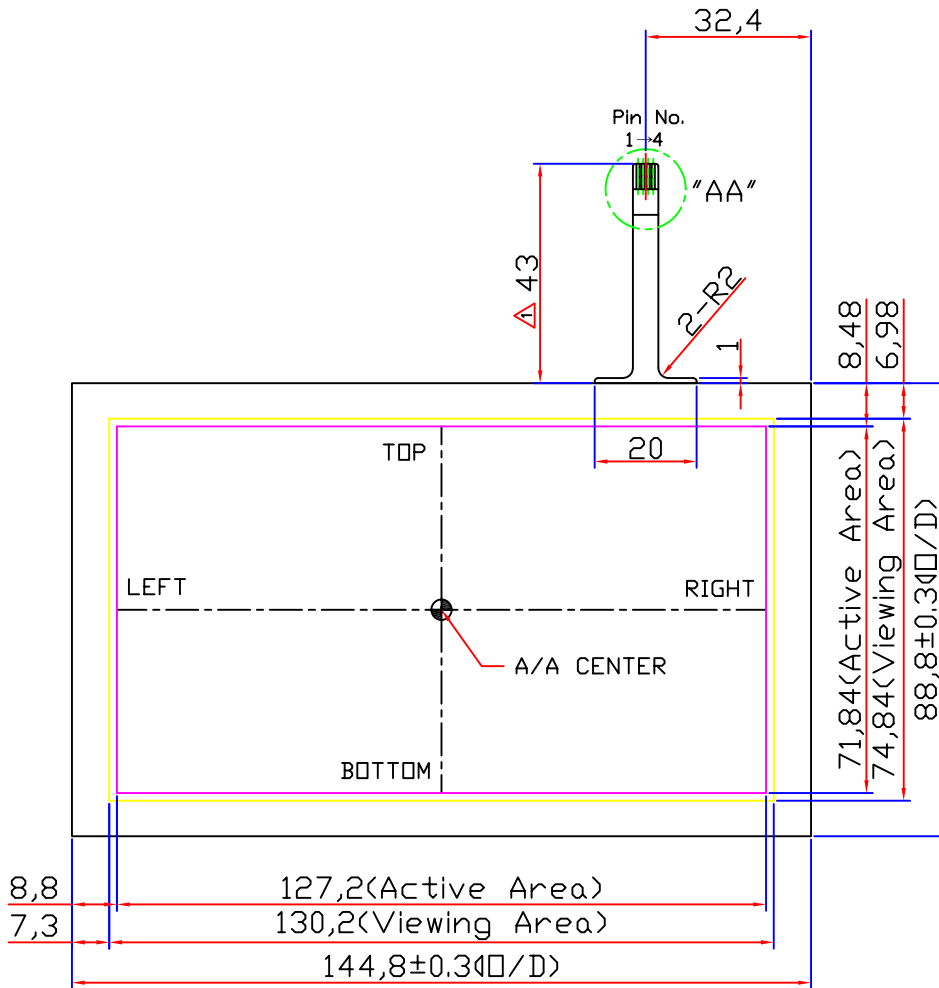 32,4
Pin No.
1→4
"AA"
43
1
2-R2
1
8,48
6,98
20
TOP
LEFT
RIGHT
A/A CENTER
BOTTOM
71,84(Active Area)
74,84(Viewing Area)
88,8±0.3(O/D)
8,8
127,2(Active Area)
7,3
130,2(Viewing Area)
144,8±0.3(O/D)